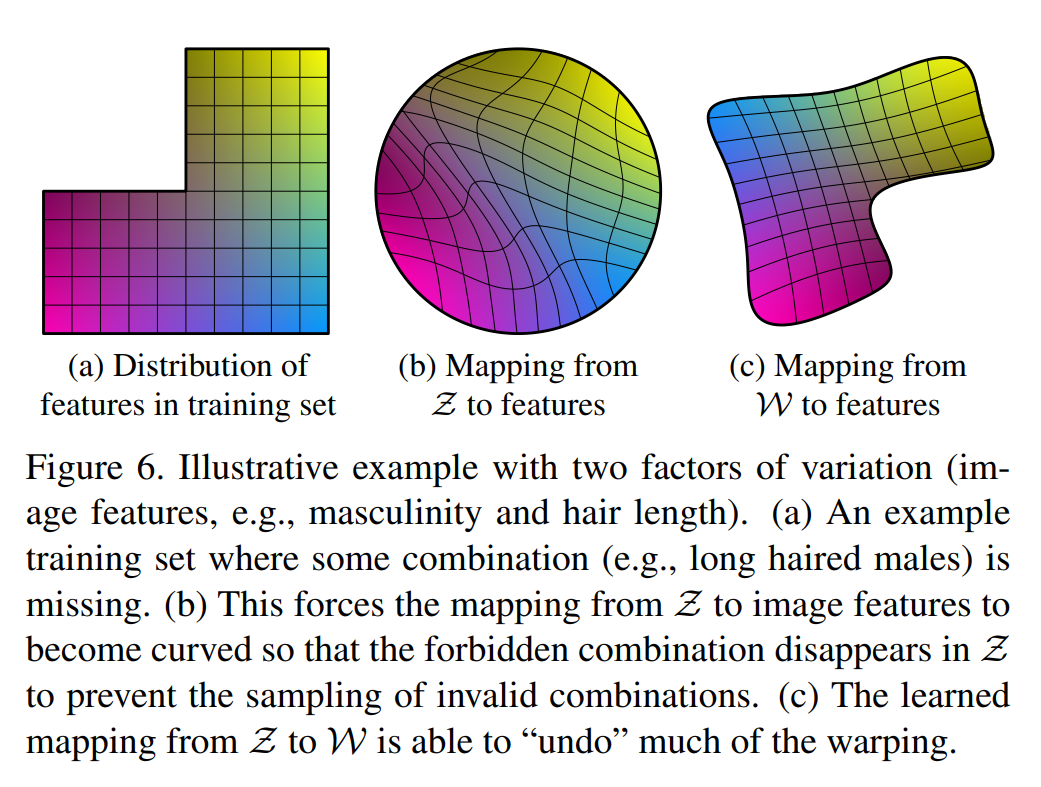 (a) Distribution of
features in training set
(b) Mapping from
𝒵 to features
(c) Mapping from
𝒲 to features
Figure 6. Illustrative example with two factors of variation (im-
age features, e.g., masculinity and hair length). (a) An example
training set where some combination (e.g., long haired males) is
missing. (b) This forces the mapping from 𝒵 to image features to
become curved so that the forbidden combination disappears in 𝒵
to prevent the sampling of invalid combinations. (c) The learned
mapping from 𝒵 to 𝒲 is able to “undo” much of the warping.